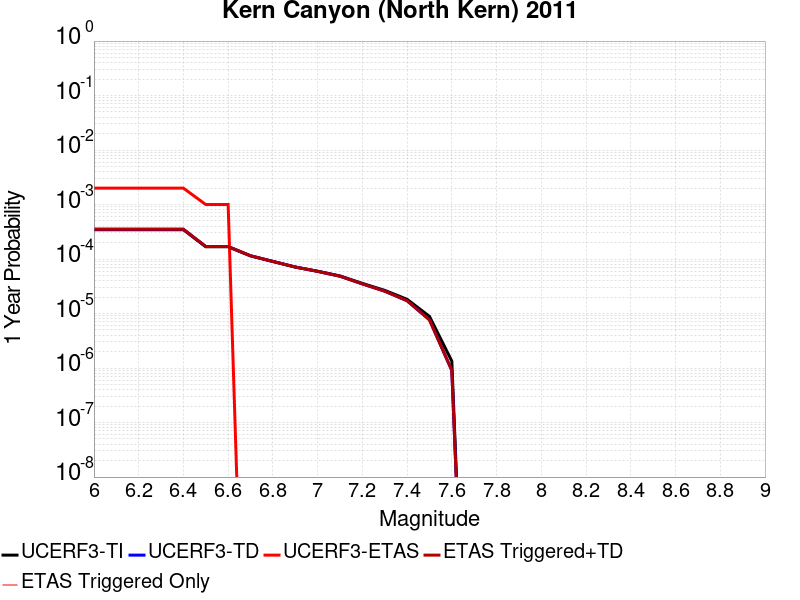 Kern Canyon (North Kern) 2011
10^0
10^-1
10^-2
10^-3
10^-4
10^-5
10^-6
10^-7
10^-8
1 Year Probability
6 6.2 6.4 6.6 6.8 7 7.2 7.4 7.6 7.8 8 8.2 8.4 8.6 8.8 9
Magnitude
UCERF3-TI UCERF3-TD UCERF3-ETAS ETAS Triggered+TD
ETAS Triggered Only